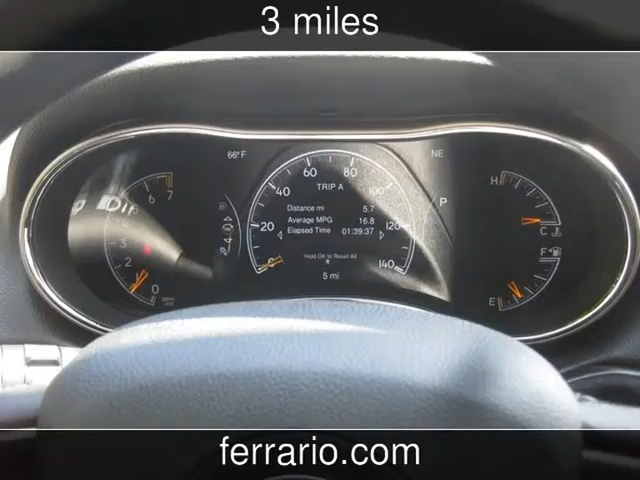 3 miles
66°F
NE
TRIP A
Distance mi 5.7
Average MPG 16.8
Elapsed Time 01:39:37
Hold OK to Reset All
5 mi
0 20 40 60 80 100 120 140
P
0 1 2 3 6 7
H
C
F
E
ferrario.com